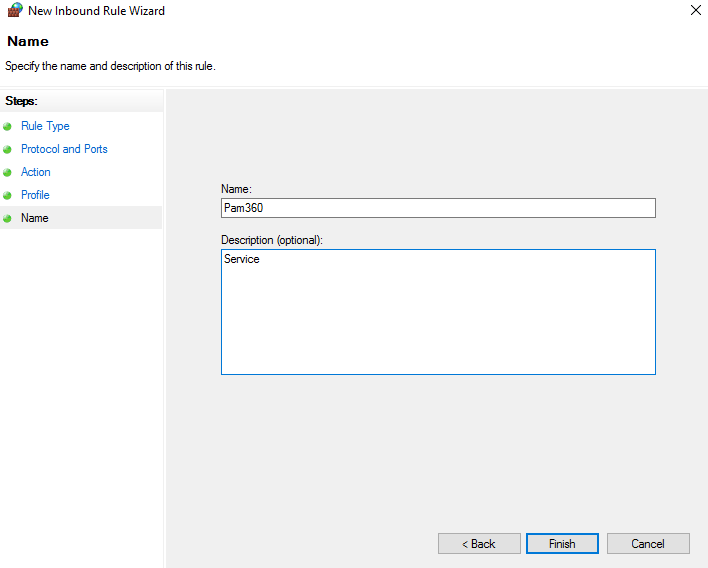 New Inbound Rule Wizard
Name
Specify the name and description of this rule.
Steps:
Rule Type
Protocol and Ports
Action
Profile
Name
Name:
Pam360
Description (optional):
Service
< Back
Finish
Cancel